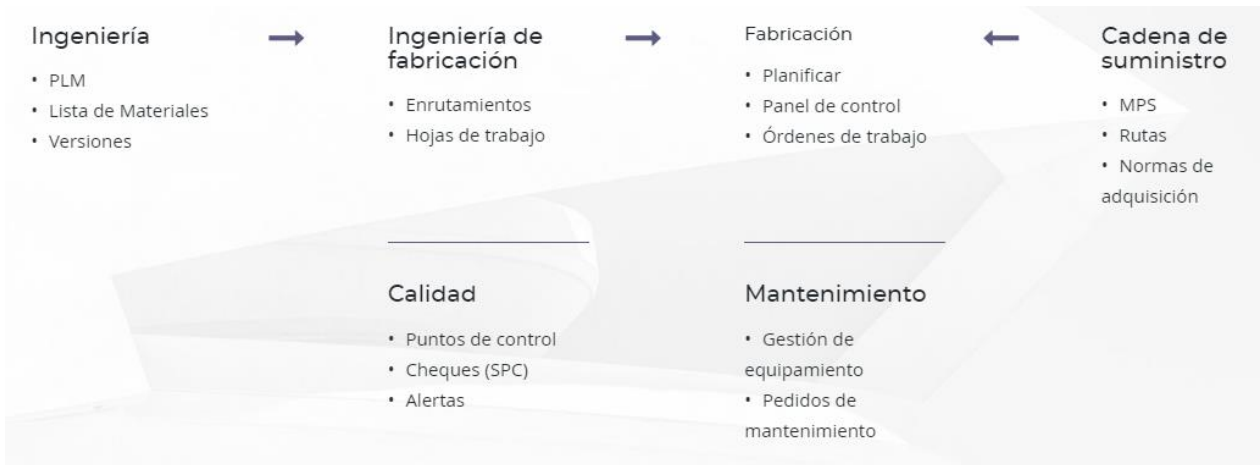 Ingeniería
• PLM
• Lista de Materiales
• Versiones
Ingeniería de
fabricación
• Enrutamientos
• Hojas de trabajo
Fabricación
• Planificar
• Panel de control
• Órdenes de trabajo
Cadena de
suministro
• MPS
• Rutas
• Normas de
adquisición
Calidad
• Puntos de control
• Cheques (SPC)
• Alertas
Mantenimiento
• Gestión de
equipamiento
• Pedidos de
mantenimiento